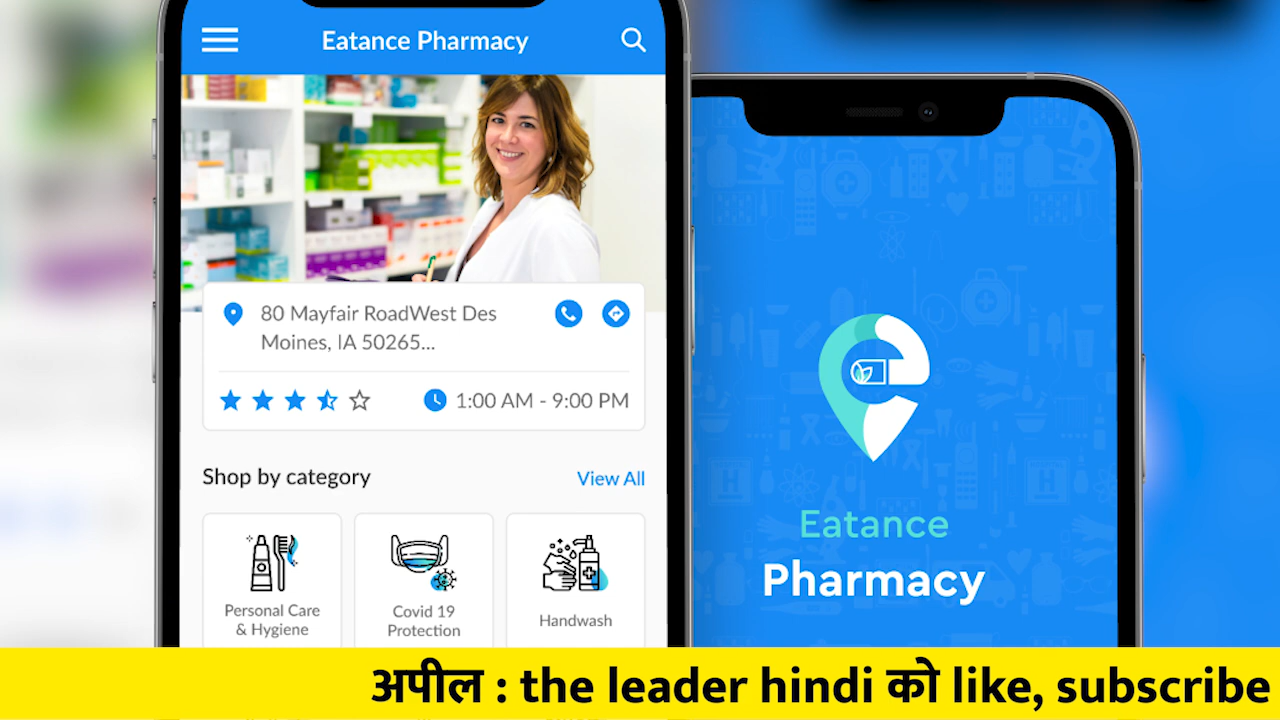 Eatance Pharmacy
80 Mayfair RoadWest Des
Moines, IA 50265...
1:00 AM - 9:00 PM
Shop by category
View All
Personal Care
& Hygiene
Covid 19
Protection
Handwash
Eatance
Pharmacy
अपील : the leader hindi को like, subscribe